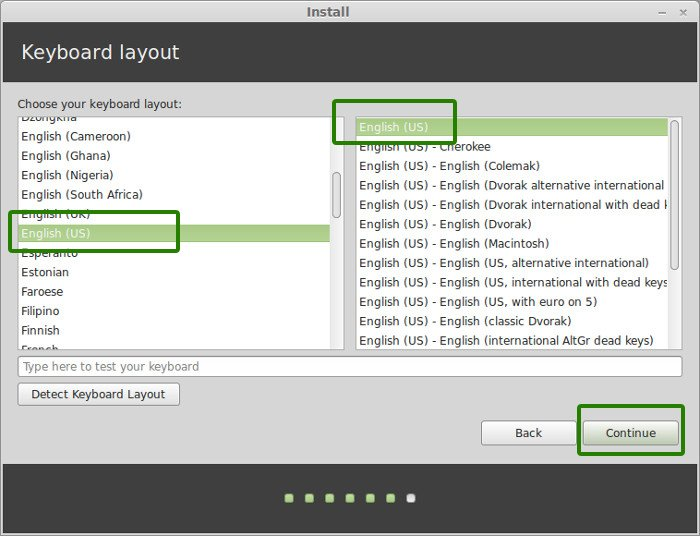 Install
Keyboard layout
Choose your keyboard layout:
Dzongkha
English (Cameroon)
English (Ghana)
English (Nigeria)
English (South Africa)
English (UK)
English (US)
Esperanto
Estonian
Faroese
Filipino
Finnish
French
English (US)
English (US) - Cherokee
English (US) - English (Colemak)
English (US) - English (Dvorak alternative international
English (US) - English (Dvorak international with dead k
English (US) - English (Dvorak)
English (US) - English (Macintosh)
English (US) - English (US, alternative international)
English (US) - English (US, international with dead keys
English (US) - English (US, with euro on 5)
English (US) - English (classic Dvorak)
English (US) - English (international AltGr dead keys)
Type here to test your keyboard
Detect Keyboard Layout
Back
Continue